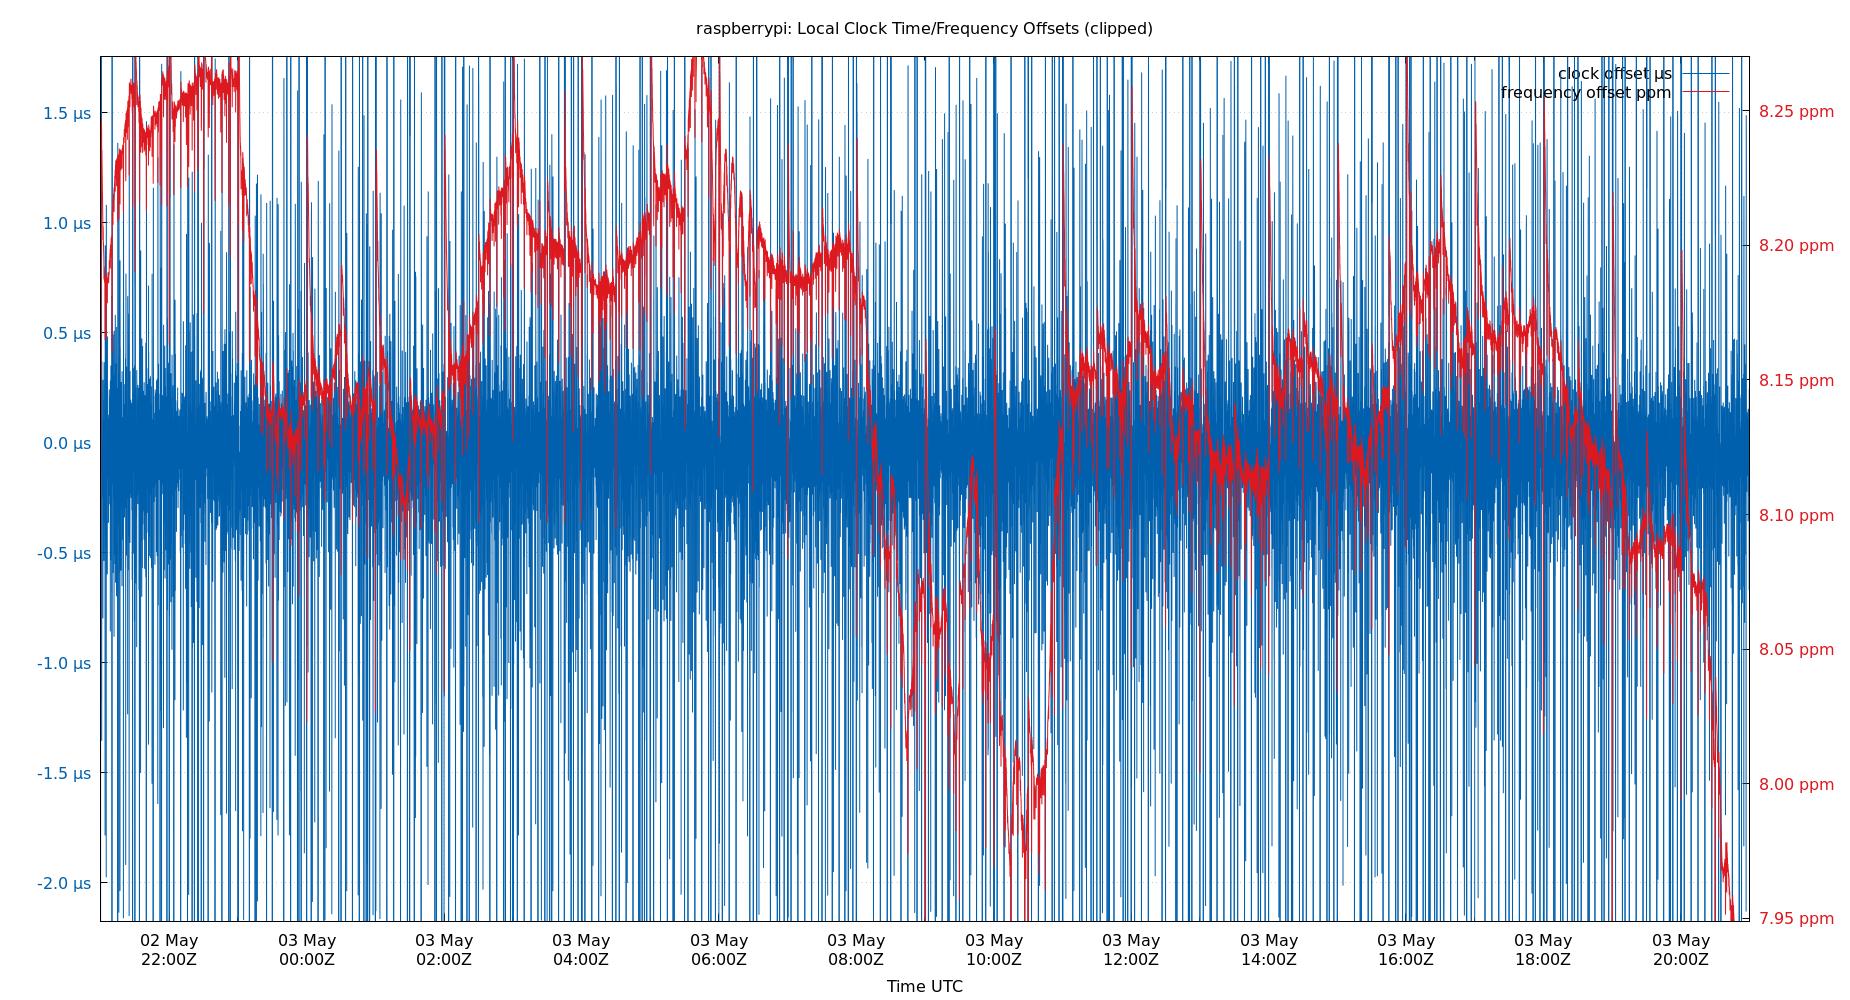 raspberrypi: Local Clock Time/Frequency Offsets (clipped)
clock offset µs
frequency offset ppm
1.5 µs
1.0 µs
0.5 µs
0.0 µs
-0.5 µs
-1.0 µs
-1.5 µs
-2.0 µs
8.25 ppm
8.20 ppm
8.15 ppm
8.10 ppm
8.05 ppm
8.00 ppm
7.95 ppm
02 May 03 May 03 May 03 May 03 May 03 May 03 May 03 May 03 May 03 May 03 May 03 May
22:00Z 00:00Z 02:00Z 04:00Z 06:00Z 08:00Z 10:00Z 12:00Z 14:00Z 16:00Z 18:00Z 20:00Z
Time UTC